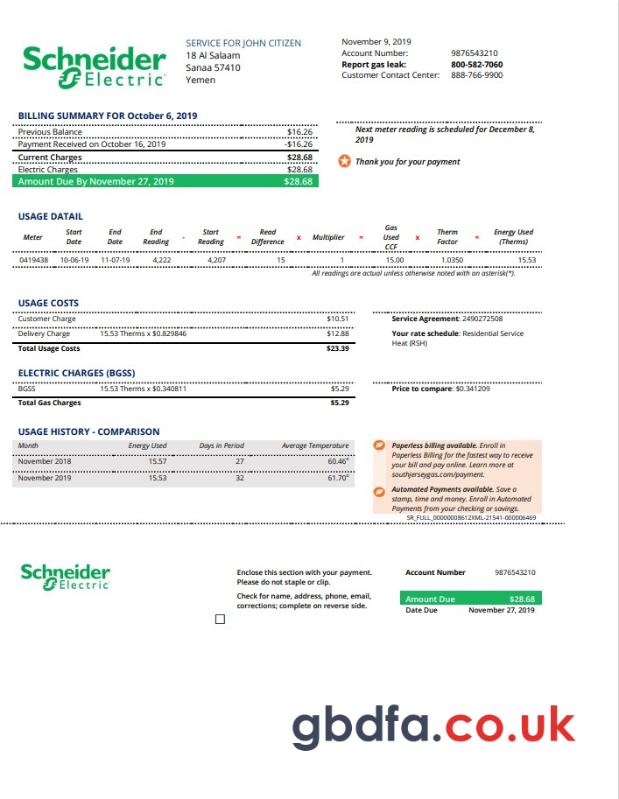 Schneider Electric
SERVICE FOR JOHN CITIZEN
18 Al Salaam
Sanaa 57410
Yemen
November 9, 2019
Account Number: 9876543210
Report gas leak: 800-582-7060
Customer Contact Center: 888-766-9900
BILLING SUMMARY FOR October 6, 2019
Previous Balance $16.26
Payment Received on October 16, 2019 -$16.26
Current Charges $28.68
Electric Charges $28.68
Amount Due By November 27, 2019 $28.68
Next meter reading is scheduled for December 8,
2019
Thank you for your payment
USAGE DATAIL
Meter Start Date End Date End Reading - Start Reading = Read Difference x Multiplier = Gas Used CCF x Therm Factor = Energy Used (Therms)
0419438 10-06-19 11-07-19 4,222 4,207 15 1 15.00 1.0350 15.53
All readings are actual unless otherwise noted with an asterisk(*).
USAGE COSTS
Customer Charge $10.51
Delivery Charge 15.53 Therms x $0.829846 $12.88
Total Usage Costs $23.39
Service Agreement: 2490272508
Your rate schedule: Residential Service
Heat (RSH)
ELECTRIC CHARGES (BGSS)
BGSS 15.53 Therms x $0.340811 $5.29
Total Gas Charges $5.29
Price to compare: $0.341209
USAGE HISTORY - COMPARISON
Month Energy Used Days in Period Average Temperature
November 2018 15.57 27 60.46°
November 2019 15.53 32 61.70°
Paperless billing available. Enroll in
Paperless Billing for the fastest way to receive
your bill and pay online. Learn more at
southjerseygas.com/payment.
Automated Payments available. Save a
stamp, time and money. Enroll in Automated
Payments from your checking or savings.
SR_FULL_00000008612XML-21541-000006469
Schneider Electric
Enclose this section with your payment.
Please do not staple or clip.
Check for name, address, phone, email,
corrections; complete on reverse side.
Account Number 9876543210
Amount Due $28.68
Date Due November 27, 2019
gbdfa.co.uk